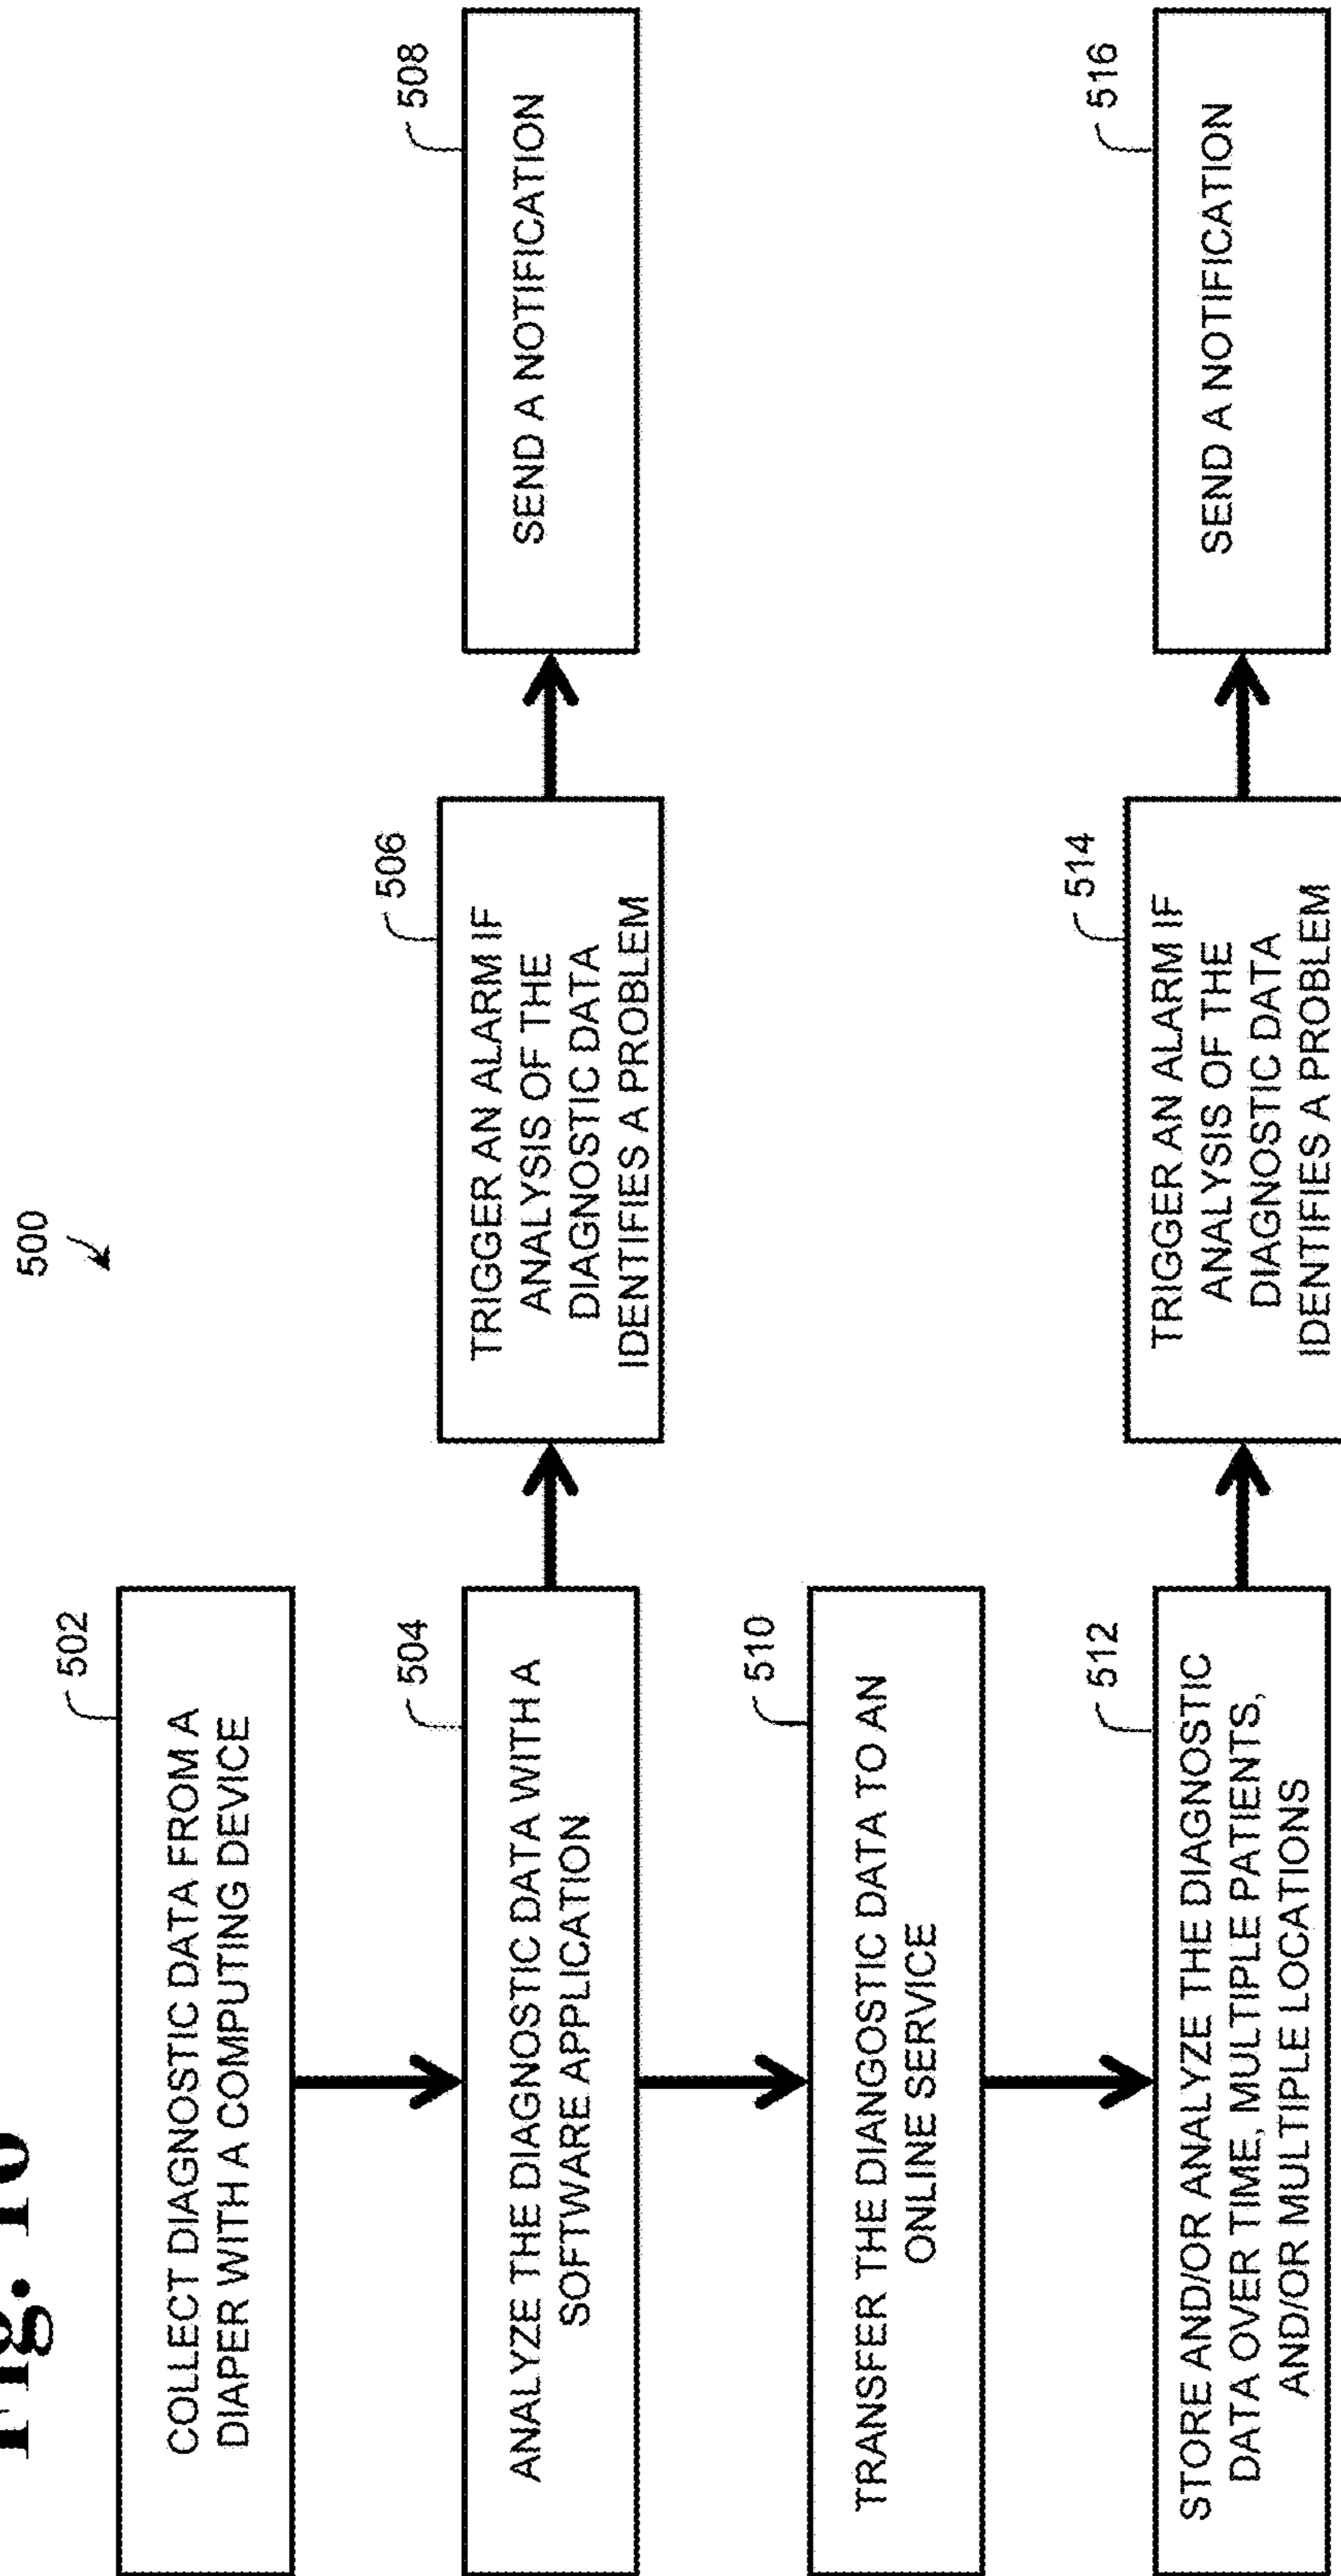 Fig. 10
500
502
COLLECT DIAGNOSTIC DATA FROM A
DIAPER WITH A COMPUTING DEVICE
504
ANALYZE THE DIAGNOSTIC DATA WITH A
SOFTWARE APPLICATION
506
TRIGGER AN ALARM IF
ANALYSIS OF THE
DIAGNOSTIC DATA
IDENTIFIES A PROBLEM
508
SEND A NOTIFICATION
510
TRANSFER THE DIANGOSTIC DATA TO AN
ONLINE SERVICE
512
STORE AND/OR ANALYZE THE DIAGNOSTIC
DATA OVER TIME, MULTIPLE PATIENTS,
AND/OR MULTIPLE LOCATIONS
514
TRIGGER AN ALARM IF
ANALYSIS OF THE
DIAGNOSTIC DATA
IDENTIFIES A PROBLEM
516
SEND A NOTIFICATION